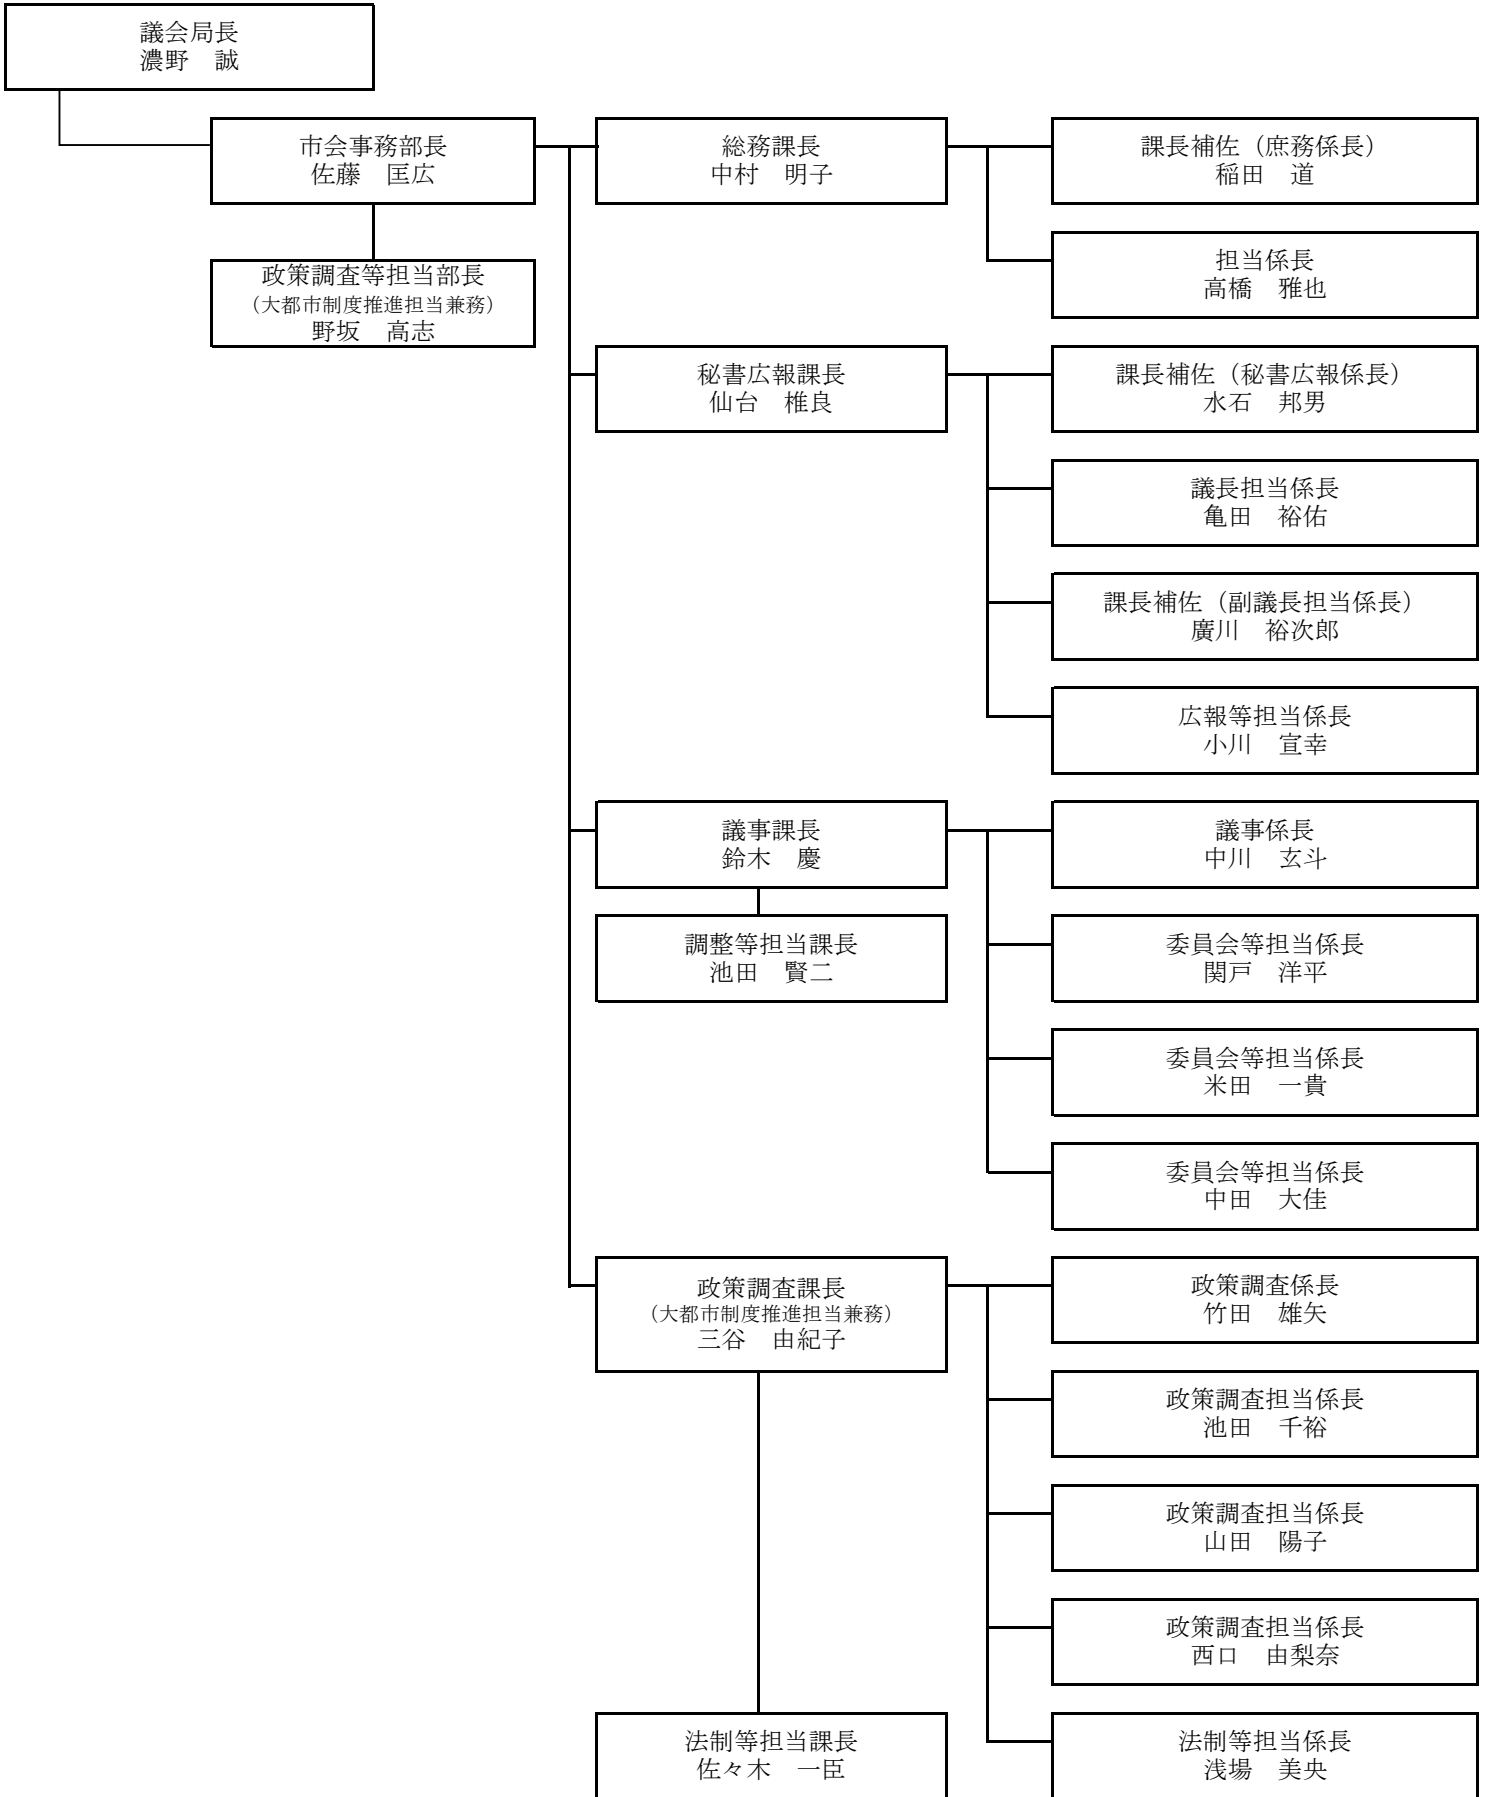 議会局長
濃野　誠
市会事務部長
佐藤　匡広
政策調査等担当部長
（大都市制度推進担当兼務）
野坂　高志
総務課長
中村　明子
課長補佐（庶務係長）
稲田　道
担当係長
高橋　雅也
秘書広報課長
仙台　椎良
課長補佐（秘書広報係長）
水石　邦男
議長担当係長
亀田　裕佑
課長補佐（副議長担当係長）
廣川　裕次郎
広報等担当係長
小川　宣幸
議事課長
鈴木　慶
調整等担当課長
池田　賢二
議事係長
中川　玄斗
委員会等担当係長
関戸　洋平
委員会等担当係長
米田　一貴
委員会等担当係長
中田　大佳
政策調査課長
（大都市制度推進担当兼務）
三谷　由紀子
政策調査係長
竹田　雄矢
政策調査担当係長
池田　千裕
政策調査担当係長
山田　陽子
政策調査担当係長
西口　由梨奈
法制等担当課長
佐々木　一臣
法制等担当係長
浅場　美央